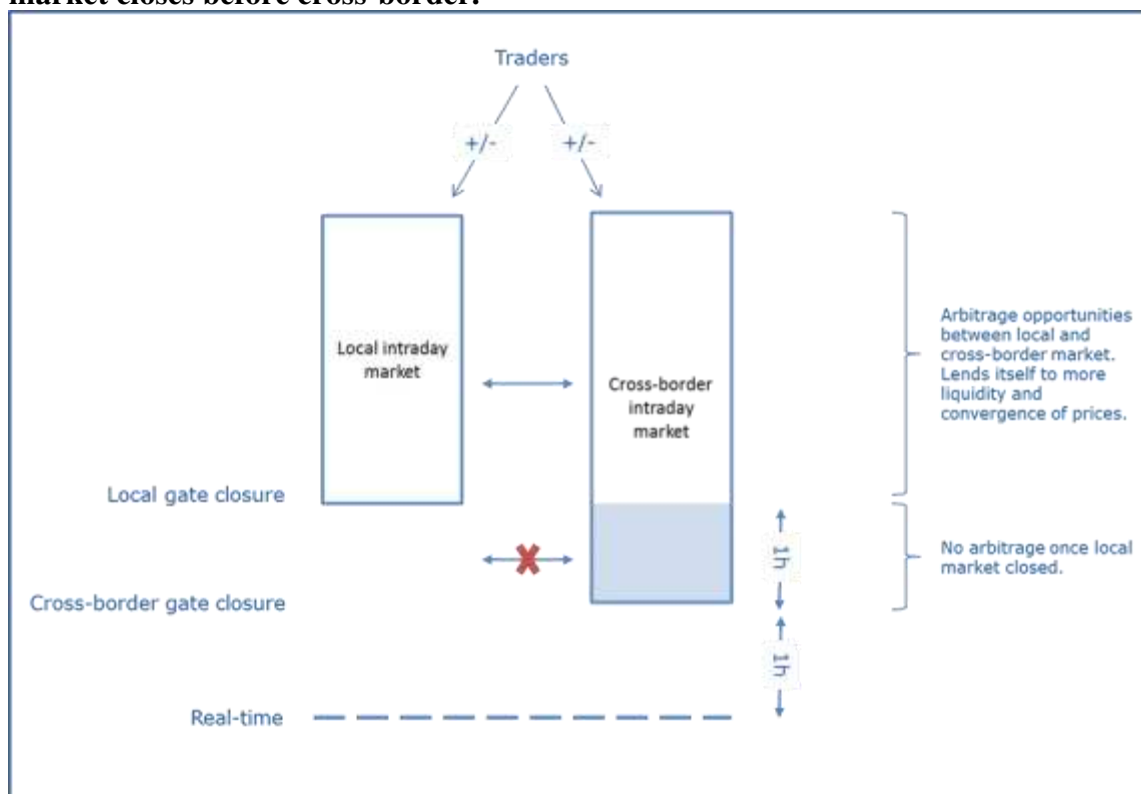 market closes before cross-border.
Traders
+/-
+/-
Local intraday
market
Cross-border
intraday
market
Arbitrage opportunities
between local and
cross-border market.
Lends itself to more
liquidity and
convergence of prices.
Local gate closure
1h
No arbitrage once local
market closed.
Cross-border gate closure
1h
Real-time